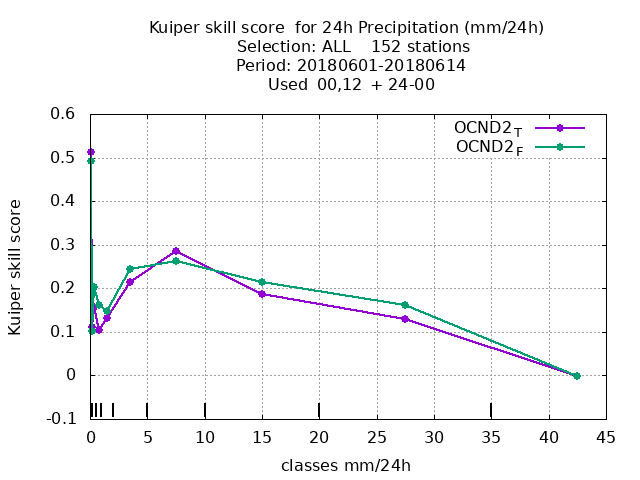 Kuiper skill score for 24h Precipitation (mm/24h)
Selection: ALL 152 stations
Period: 20180601-20180614
Used 00,12 + 24-00
OCND2T
OCND2F
Kuiper skill score
0.6
0.5
0.4
0.3
0.2
0.1
0
-0.1
0 5 10 15 20 25 30 35 40 45
classes mm/24h